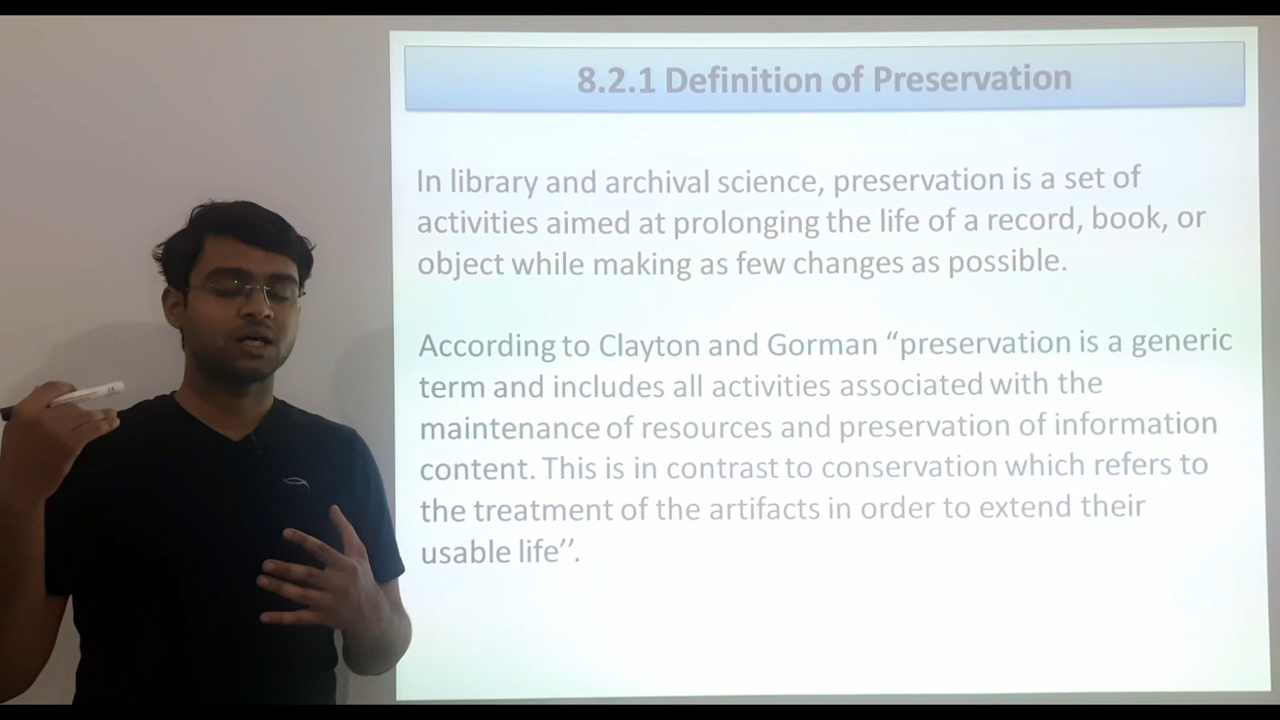 8.2.1 Definition of Preservation
In library and archival science, preservation is a set of
activities aimed at prolonging the life of a record, book, or
object while making as few changes as possible.
According to Clayton and Gorman “preservation is a generic
term and includes all activities associated with the
maintenance of resources and preservation of information
content. This is in contrast to conservation which refers to
the treatment of the artifacts in order to extend their
usable life’’.